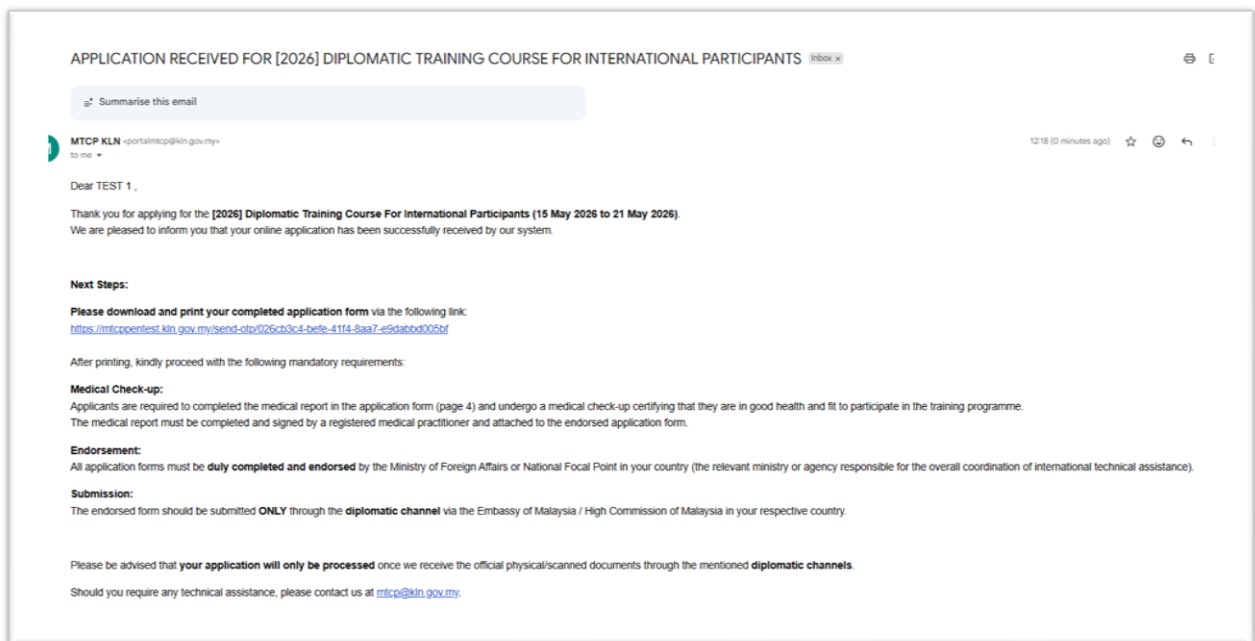 APPLICATION RECEIVED FOR [2026] DIPLOMATIC TRAINING COURSE FOR INTERNATIONAL PARTICIPANTS Inbox x
Summarise this email
MTCP KLN <portalmtcp@kln.gov.my>
12:18 (0 minutes ago)
to me
Dear TEST 1 ,
Thank you for applying for the [2026] Diplomatic Training Course For International Participants (15 May 2026 to 21 May 2026).
We are pleased to inform you that your online application has been successfully received by our system.
Next Steps:
Please download and print your completed application form via the following link:
https://mtcppentest.kln.gov.my/send-otp/026cb3c4-befe-41f4-8aa7-e9dabbd005bf
After printing, kindly proceed with the following mandatory requirements:
Medical Check-up:
Applicants are required to completed the medical report in the application form (page 4) and undergo a medical check-up certifying that they are in good health and fit to participate in the training programme.
The medical report must be completed and signed by a registered medical practitioner and attached to the endorsed application form.
Endorsement:
All application forms must be duly completed and endorsed by the Ministry of Foreign Affairs or National Focal Point in your country (the relevant ministry or agency responsible for the overall coordination of international technical assistance).
Submission:
The endorsed form should be submitted ONLY through the diplomatic channel via the Embassy of Malaysia / High Commission of Malaysia in your respective country.
Please be advised that your application will only be processed once we receive the official physical/scanned documents through the mentioned diplomatic channels.
Should you require any technical assistance, please contact us at mtcp@kln.gov.my.